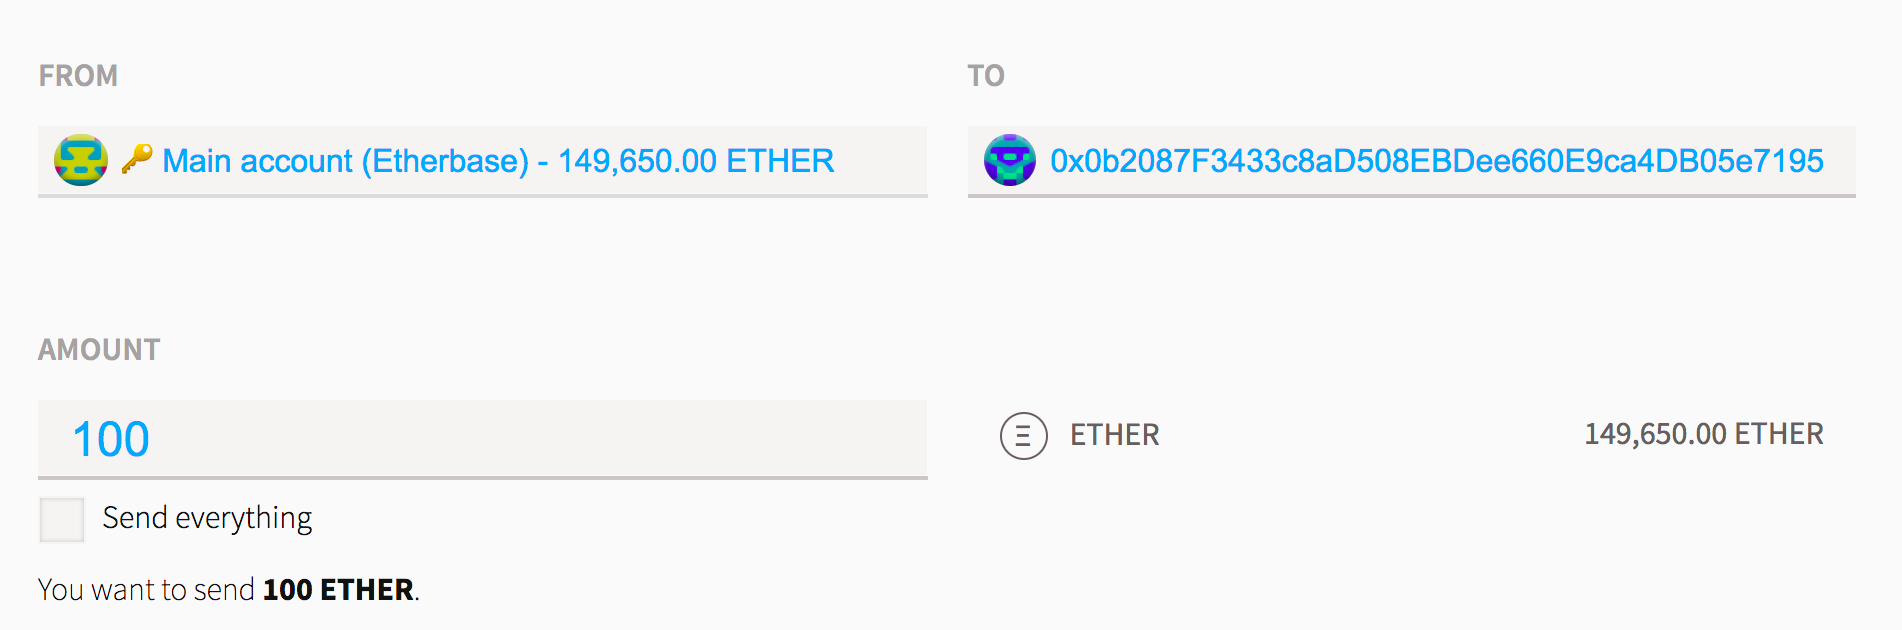 FROM
Main account (Etherbase) - 149,650.00 ETHER
TO
0x0b2087F3433c8aD508EBDee660E9ca4DB05e7195
AMOUNT
100
Ξ ETHER 149,650.00 ETHER
Send everything
You want to send 100 ETHER.